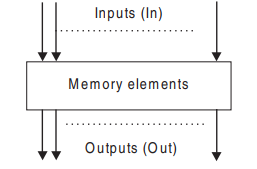 Inputs (In)
Memory elements
Outputs (Out)